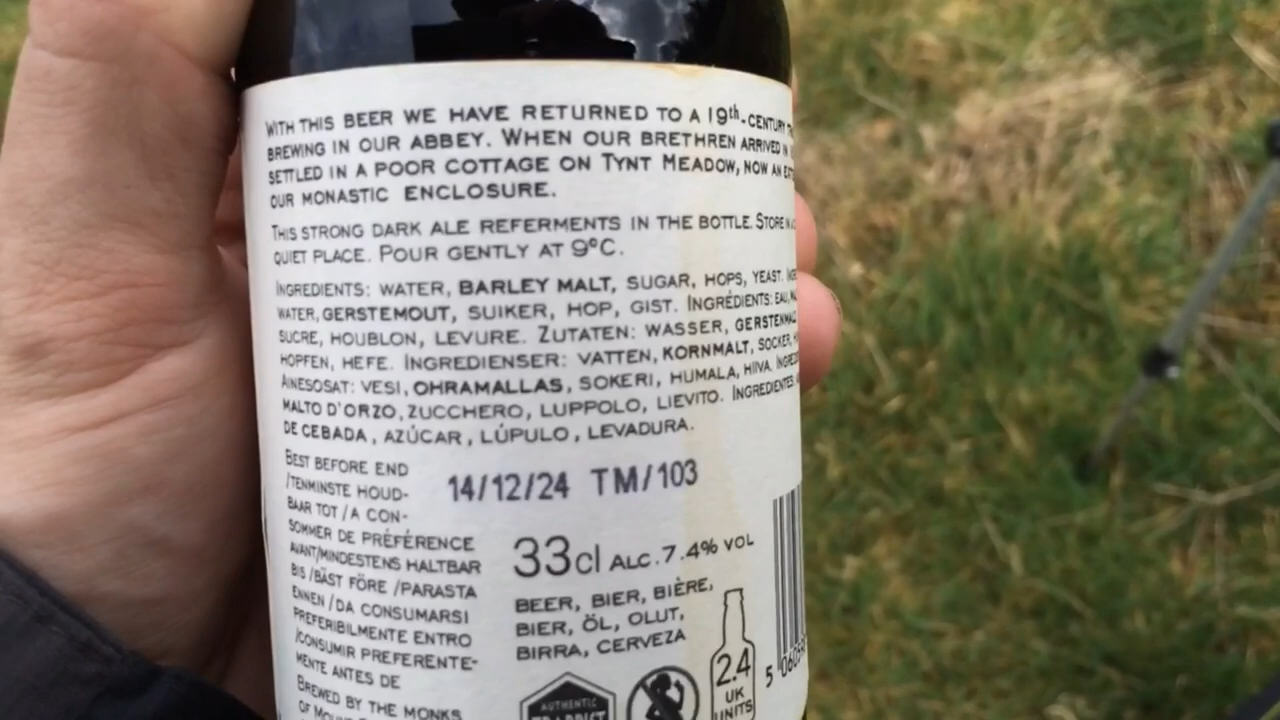 WITH THIS BEER WE HAVE RETURNED TO A 19th-CENTURY
BREWING IN OUR ABBEY. WHEN OUR BRETHREN ARRIVED IN
SETTLED IN A POOR COTTAGE ON TYNT MEADOW, NOW AN
OUR MONASTIC ENCLOSURE.
THIS STRONG DARK ALE REFERMENTS IN THE BOTTLE. STORE IN A
QUIET PLACE. POUR GENTLY AT 9°C.
INGREDIENTS: WATER, BARLEY MALT, SUGAR, HOPS, YEAST.
WATER, GERSTEMOUT, SUIKER, HOP, GIST. INGRÉDIENTS: EAU,
SUCRE, HOUBLON, LEVURE. ZUTATEN: WASSER, GERSTENMALZ
HOPFEN, HEFE. INGREDIENSER: VATTEN, KORNMALT, SOCKER,
AINESOSAT: VESI, OHRAMALLAS, SOKERI, HUMALA, HIIVA.
MALTO D'ORZO, ZUCCHERO, LUPPOLO, LIEVITO. INGREDIENTES:
DE CEBADA, AZÚCAR, LÚPULO, LEVADURA.
BEST BEFORE END
/TENMINSTE HOUD-
BAAR TOT /A CON-
SOMMER DE PRÉFÉRENCE
AVANT/MINDESTENS HALTBAR
BIS /BÄST FÖRE /PARASTA
ENNEN /DA CONSUMARSI
PREFERIBILMENTE ENTRO
/CONSUMIR PREFERENTE-
MENTE ANTES DE
BREWED BY THE MONKS
OF MOUNT
14/12/24 TM/103
33cl ALC. 7.4% VOL
BEER, BIER, BIÈRE,
BIER, ÖL, OLUT,
BIRRA, CERVEZA
AUTHENTIC
TRAPPIST
2.4
UK
UNITS
5 060